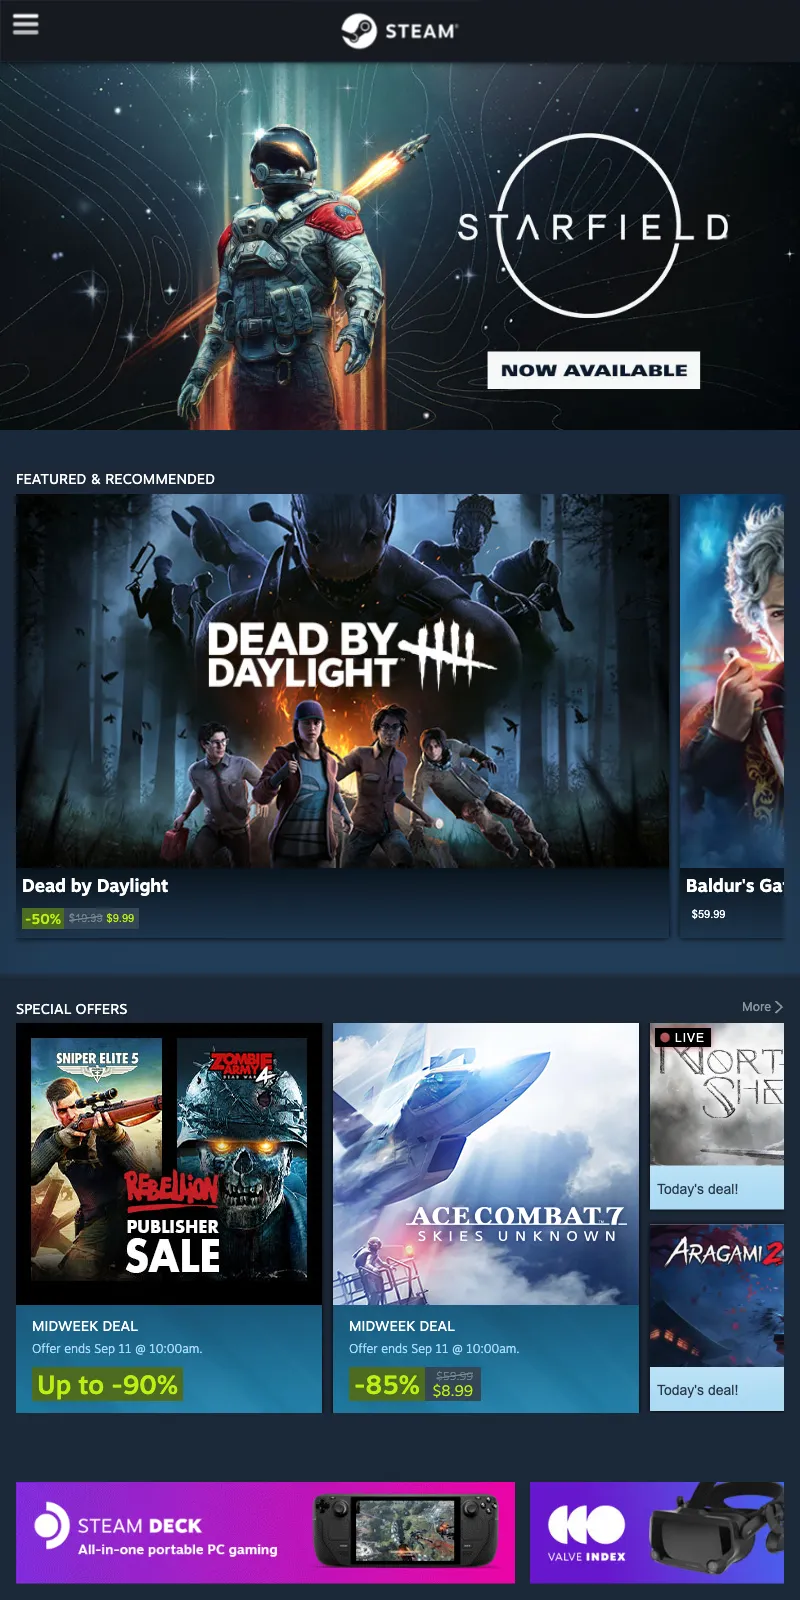 STEAM®
STARFIELD
NOW AVAILABLE
FEATURED & RECOMMENDED
DEAD BY
DAYLIGHT™
Dead by Daylight
-50% $19.99 $9.99
Baldur's Ga
$59.99
SPECIAL OFFERS
More
SNIPER ELITE 5
ZOMBIE
ARMY 4
DEAD WAR
REBELLION
PUBLISHER
SALE
MIDWEEK DEAL
Offer ends Sep 11 @ 10:00am.
Up to -90%
ACE COMBAT™ 7
SKIES UNKNOWN
MIDWEEK DEAL
Offer ends Sep 11 @ 10:00am.
-85% $59.99
$8.99
LIVE
NORT
SHE
Today's deal!
ARAGAMI 2
Today's deal!
STEAM DECK
All-in-one portable PC gaming
VALVE INDEX